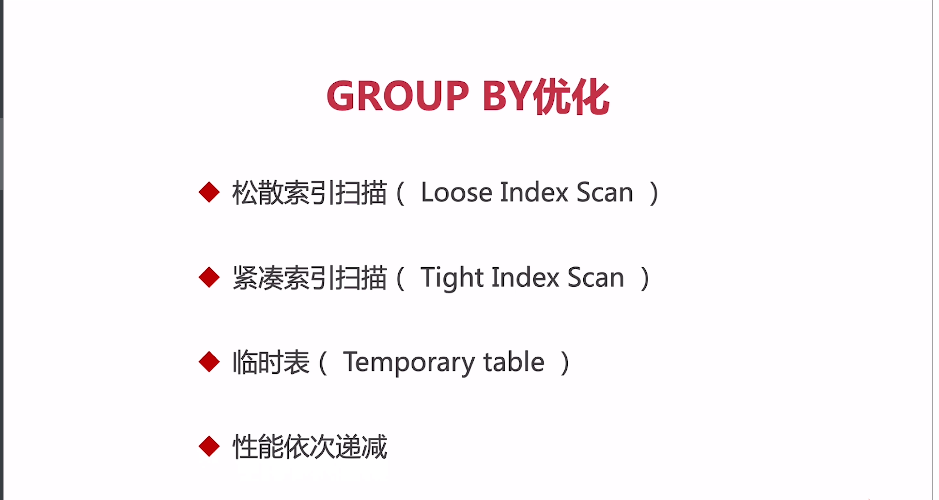 GROUP BY优化
松散索引扫描（ Loose Index Scan ）
紧凑索引扫描（ Tight Index Scan ）
临时表（ Temporary table ）
性能依次递减